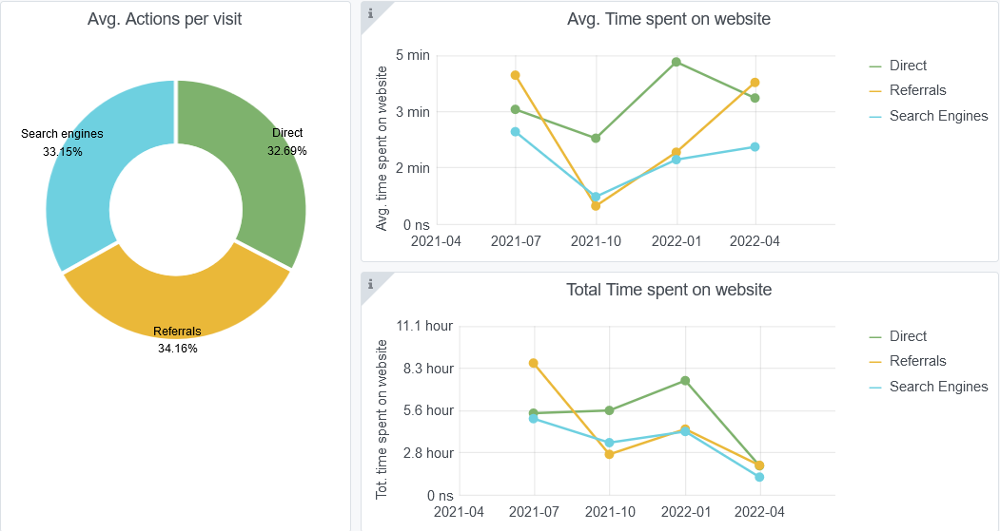 Avg. Actions per visit
Search engines
33.15%
Direct
32.69%
Referrals
34.16%
i
Avg. Time spent on website
Avg. time spent on website
5 min
3 min
2 min
0 ns
2021-04 2021-07 2021-10 2022-01 2022-04
Direct
Referrals
Search Engines
i
Total Time spent on website
Tot. time spent on website
11.1 hour
8.3 hour
5.6 hour
2.8 hour
0 ns
2021-04 2021-07 2021-10 2022-01 2022-04
Direct
Referrals
Search Engines